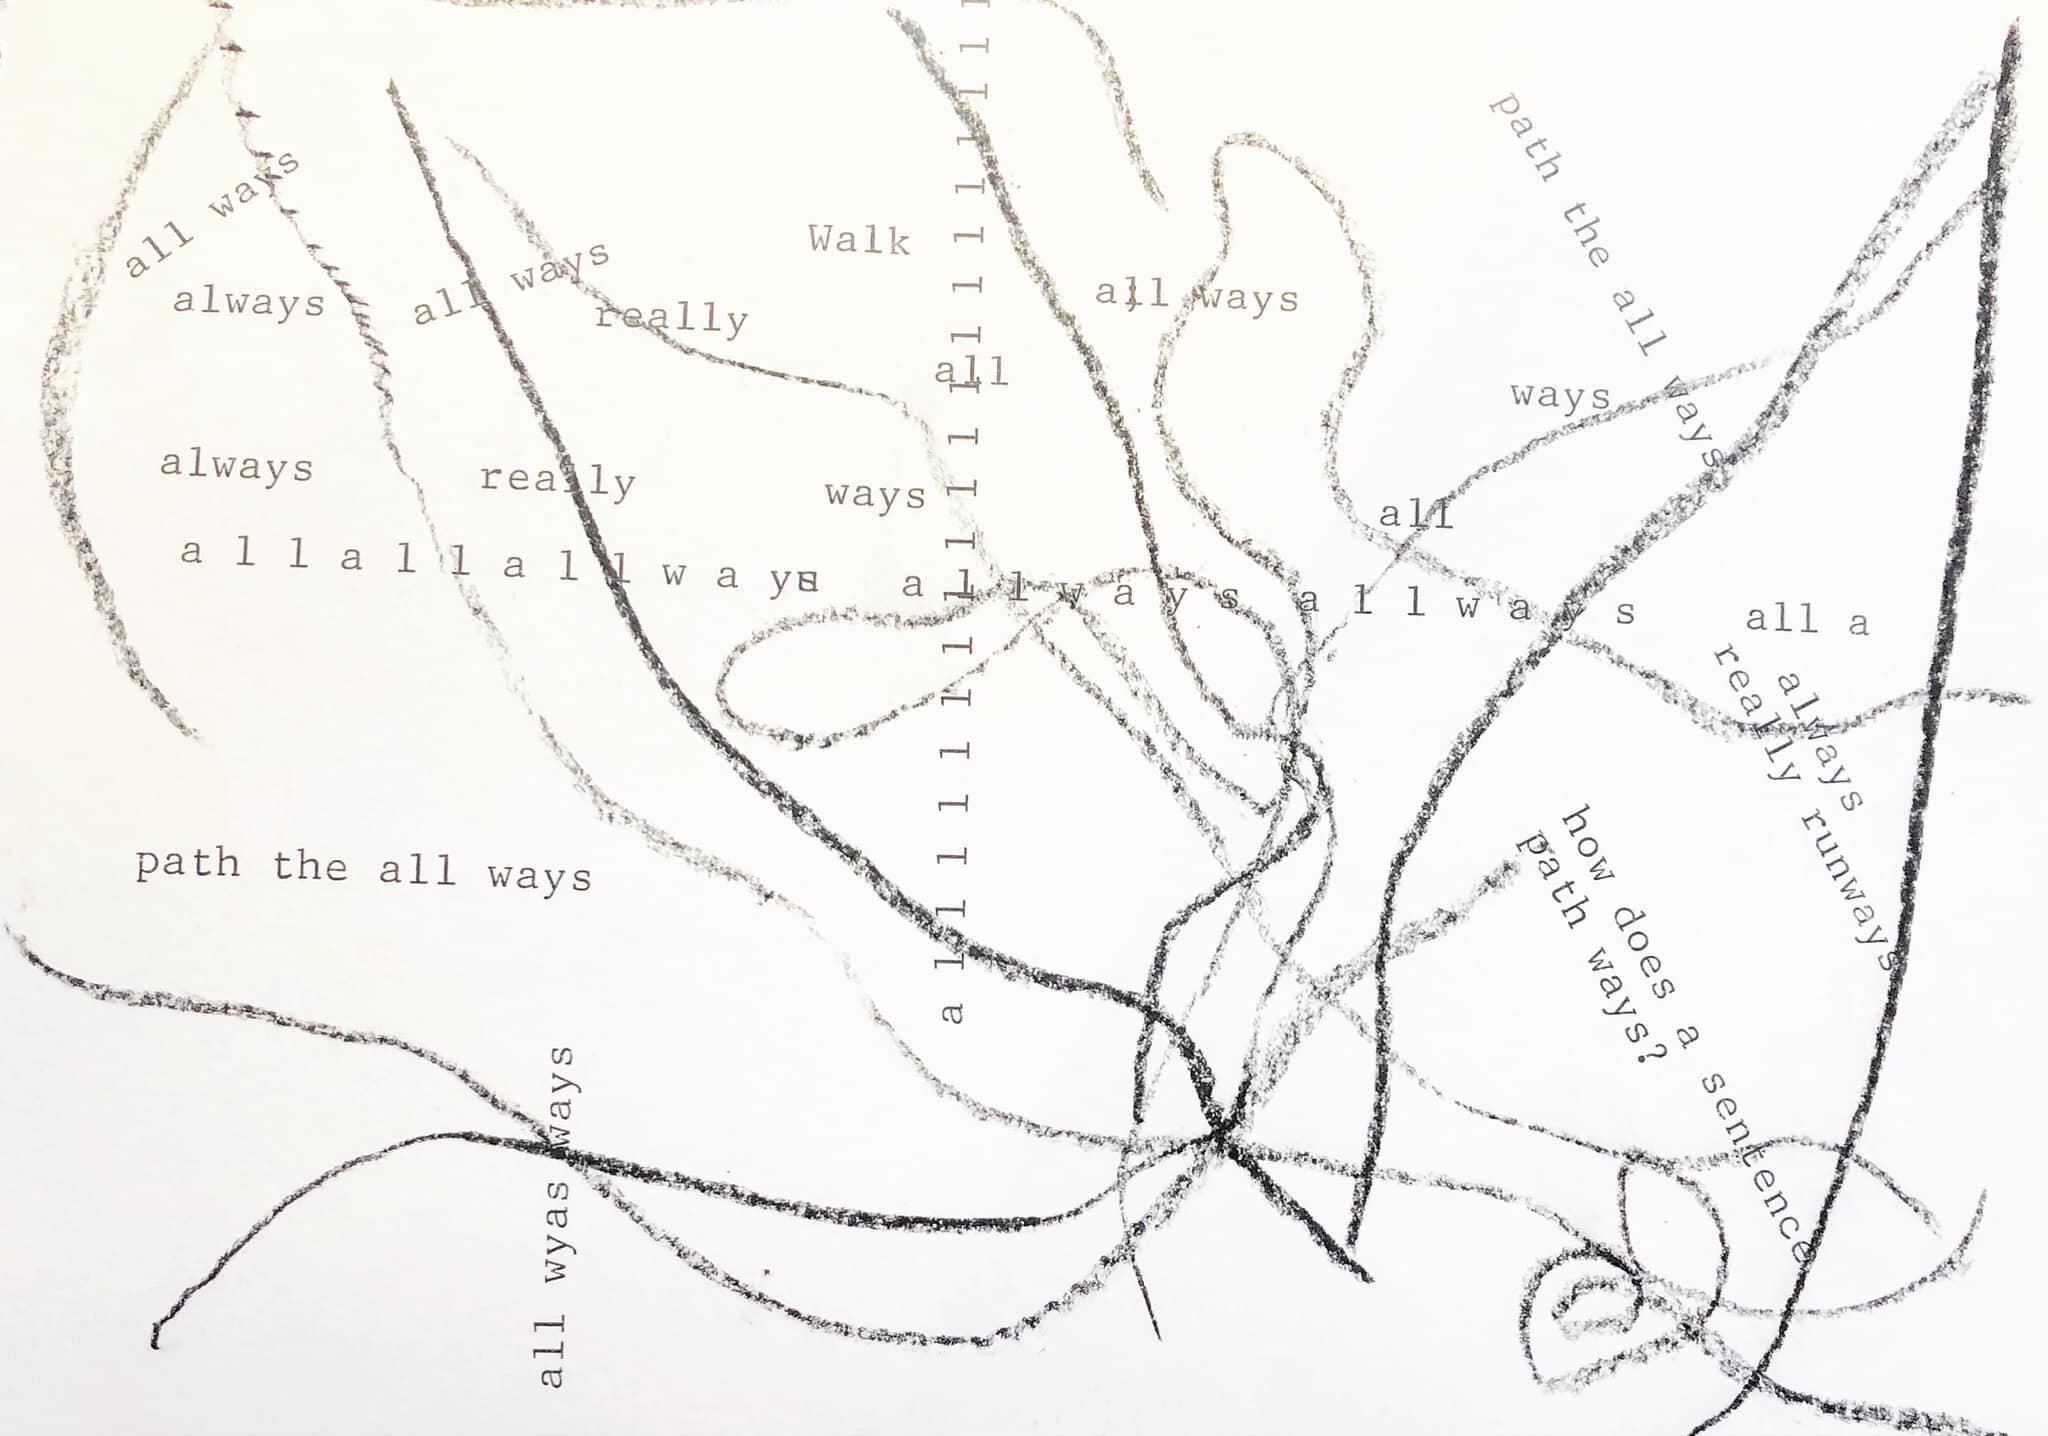 all ways
always
all ways
really
Walk
all ways
all
path the all ways
ways
always
really
ways
all
a l l a l l a l l w a y s a l l w a y s a l l w a y s
all a
always
really runways
a l l l l l l l l l l l l l l l l l l l l
path the all ways
how does a sentence
path ways?
all wyas ways